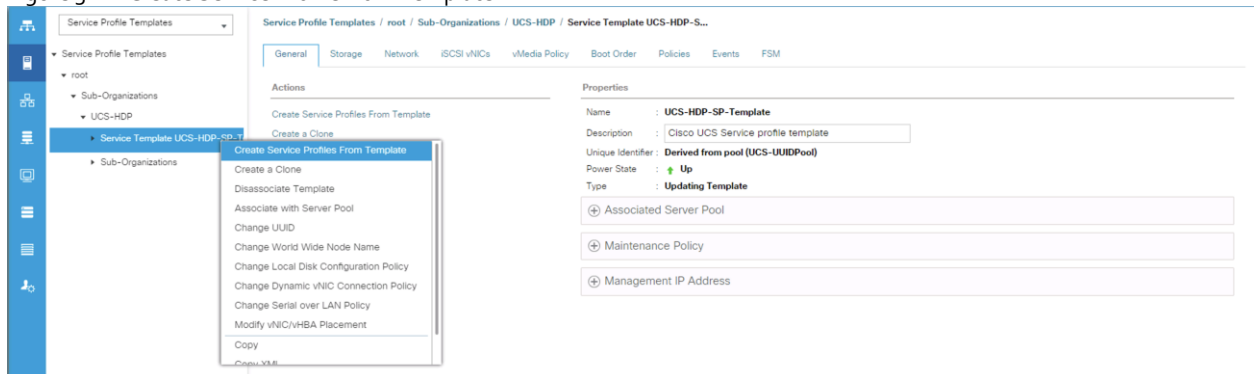 Service Profile Templates
Service Profile Templates / root / Sub-Organizations / UCS-HDP / Service Template UCS-HDP-S...
Service Profile Templates
root
Sub-Organizations
UCS-HDP
Service Template UCS-HDP-SP-T
Sub-Organizations
General Storage Network iSCSI vNICs vMedia Policy Boot Order Policies Events FSM
Actions
Create Service Profiles From Template
Create a Clone
Create Service Profiles From Template
Create a Clone
Disassociate Template
Associate with Server Pool
Change UUID
Change World Wide Node Name
Change Local Disk Configuration Policy
Change Dynamic vNIC Connection Policy
Change Serial over LAN Policy
Modify vNIC/vHBA Placement
Copy
Copy XML
Properties
Name : UCS-HDP-SP-Template
Description : Cisco UCS Service profile template
Unique Identifier : Derived from pool (UCS-UUIDPool)
Power State : Up
Type : Updating Template
Associated Server Pool
Maintenance Policy
Management IP Address